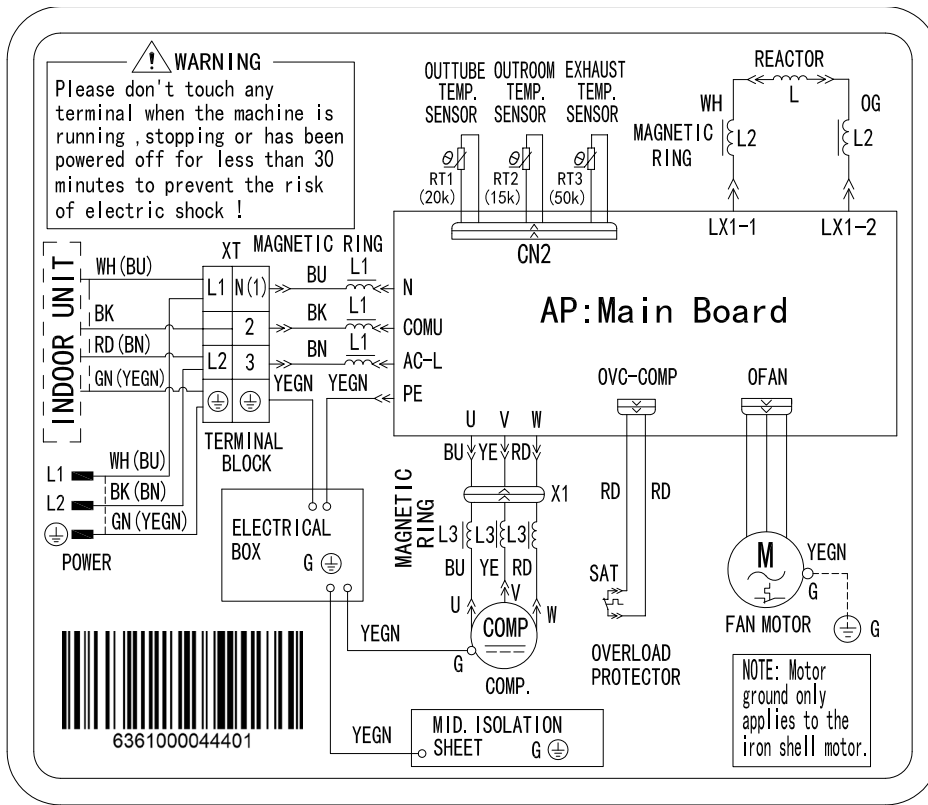 WARNING
Please don't touch any
terminal when the machine is
running ,stopping or has been
powered off for less than 30
minutes to prevent the risk
of electric shock !
OUTTUBE OUTROOM EXHAUST
TEMP. TEMP. TEMP.
SENSOR SENSOR SENSOR
RT1 RT2 RT3
(20k) (15k) (50k)
CN2
REACTOR
L
WH OG
MAGNETIC
RING
L2 L2
LX1-1 LX1-2
INDOOR UNIT
WH(BU)
BK
RD(BN)
GN(YEGN)
XT
L1 N(1)
2
L2 3
TERMINAL
BLOCK
MAGNETIC RING
BU L1 N
BK L1 COMU
BN L1 AC-L
YEGN YEGN PE
AP:Main Board
OVC-COMP OFAN
U V W
BU YE RD
X1
MAGNETIC
RING
L3 L3 L3
BU YE RD
U V W
COMP
G
COMP.
L1
L2
POWER
WH(BU)
BK(BN)
GN(YEGN)
ELECTRICAL
BOX
G
YEGN
YEGN
MID. ISOLATION
SHEET G
RD RD
SAT
OVERLOAD
PROTECTOR
M
YEGN
G
FAN MOTOR
G
NOTE: Motor
ground only
applies to the
iron shell motor.
6361000044401